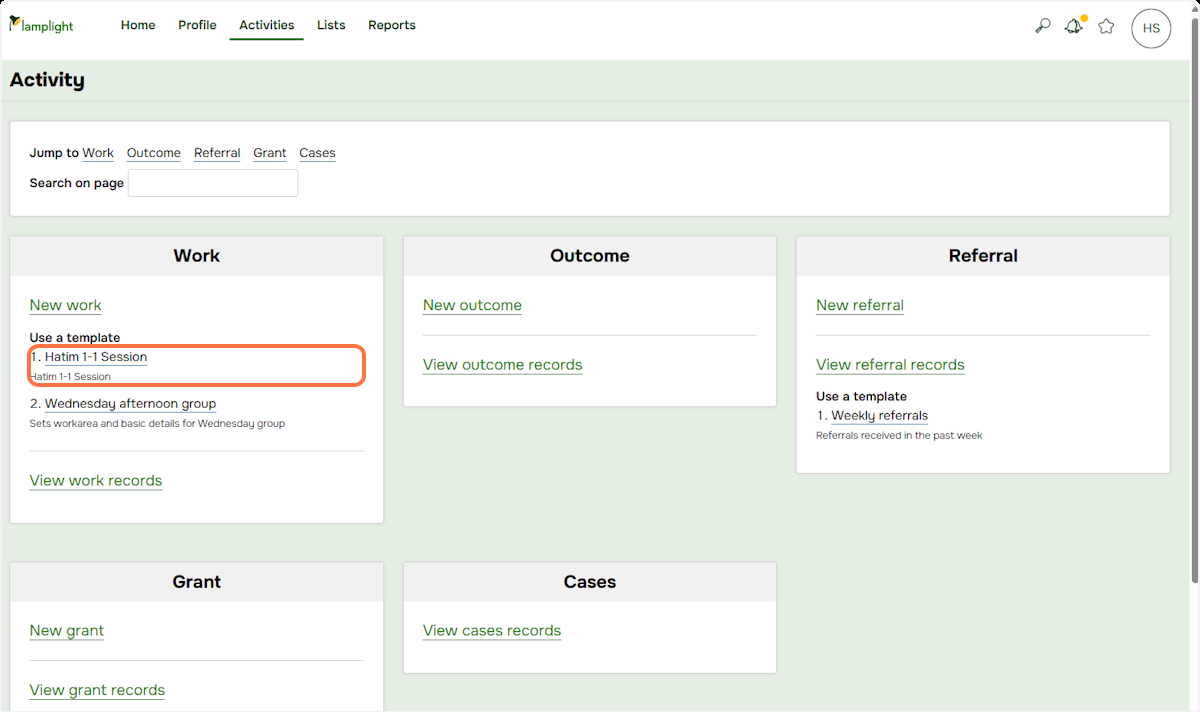 lamplight Home Profile Activities Lists Reports HS
Activity
Jump to Work Outcome Referral Grant Cases
Search on page
Work
New work
Use a template
1. Hatim 1-1 Session
Hatim 1-1 Session
2. Wednesday afternoon group
Sets workarea and basic details for Wednesday group
View work records
Outcome
New outcome
View outcome records
Referral
New referral
View referral records
Use a template
1. Weekly referrals
Referrals received in the past week
Grant
New grant
View grant records
Cases
View cases records